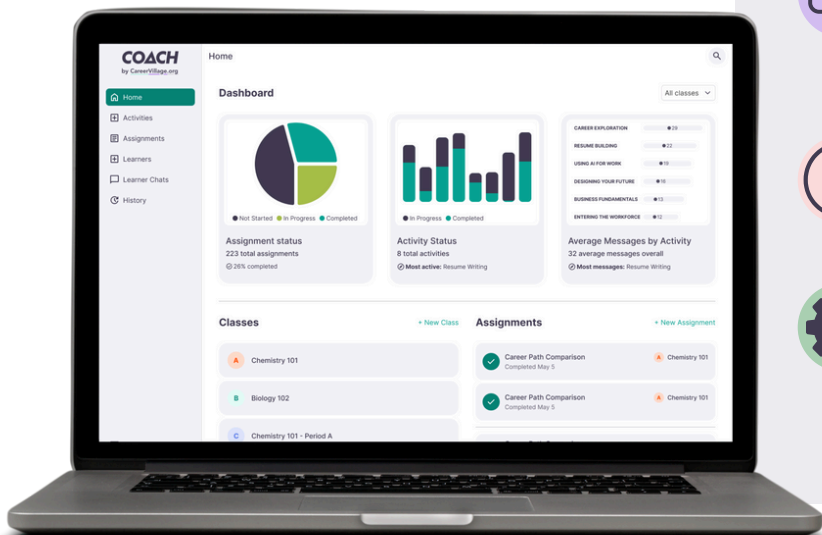 COACH
by CareerVillage.org
Home
Activities
Assignments
Learners
Learner Chats
History
Home
Dashboard
All classes
Not Started In Progress Completed
Assignment status
223 total assignments
26% completed
In Progress Completed
Activity Status
8 total activities
Most active: Resume Writing
CAREER EXPLORATION 29
RESUME BUILDING 22
USING AI FOR WORK 19
DESIGNING YOUR FUTURE 16
BUSINESS FUNDAMENTALS 13
ENTERING THE WORKFORCE 12
Average Messages by Activity
32 average messages overall
Most messages: Resume Writing
Classes
+ New Class
A Chemistry 101
B Biology 102
C Chemistry 101 - Period A
Assignments
+ New Assignment
Career Path Comparison A Chemistry 101
Completed May 5
Career Path Comparison A Chemistry 101
Completed May 5